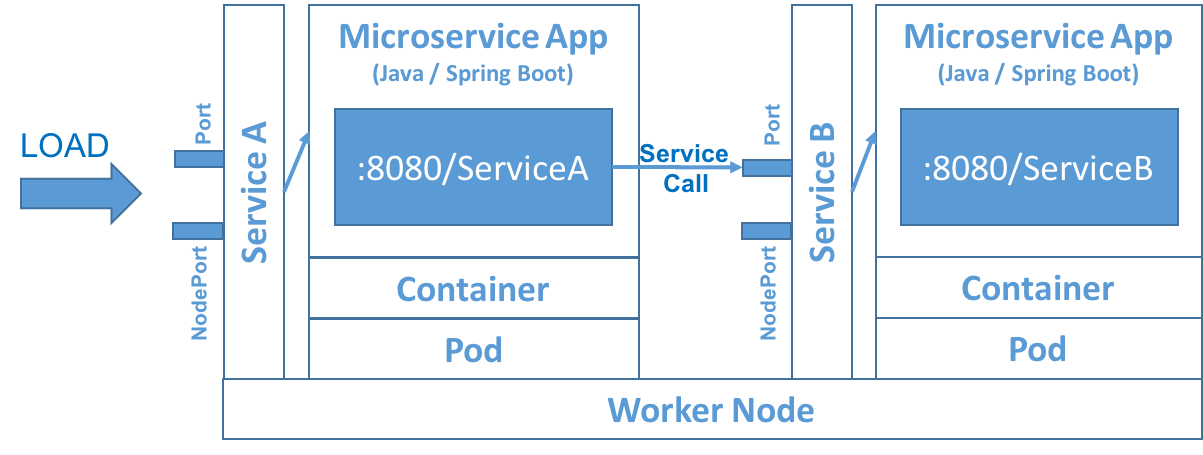 LOAD
Port
NodePort
Service A
Microservice App
(Java / Spring Boot)
:8080/ServiceA
Container
Pod
Service
Call
Port
NodePort
Service B
Microservice App
(Java / Spring Boot)
:8080/ServiceB
Container
Pod
Worker Node